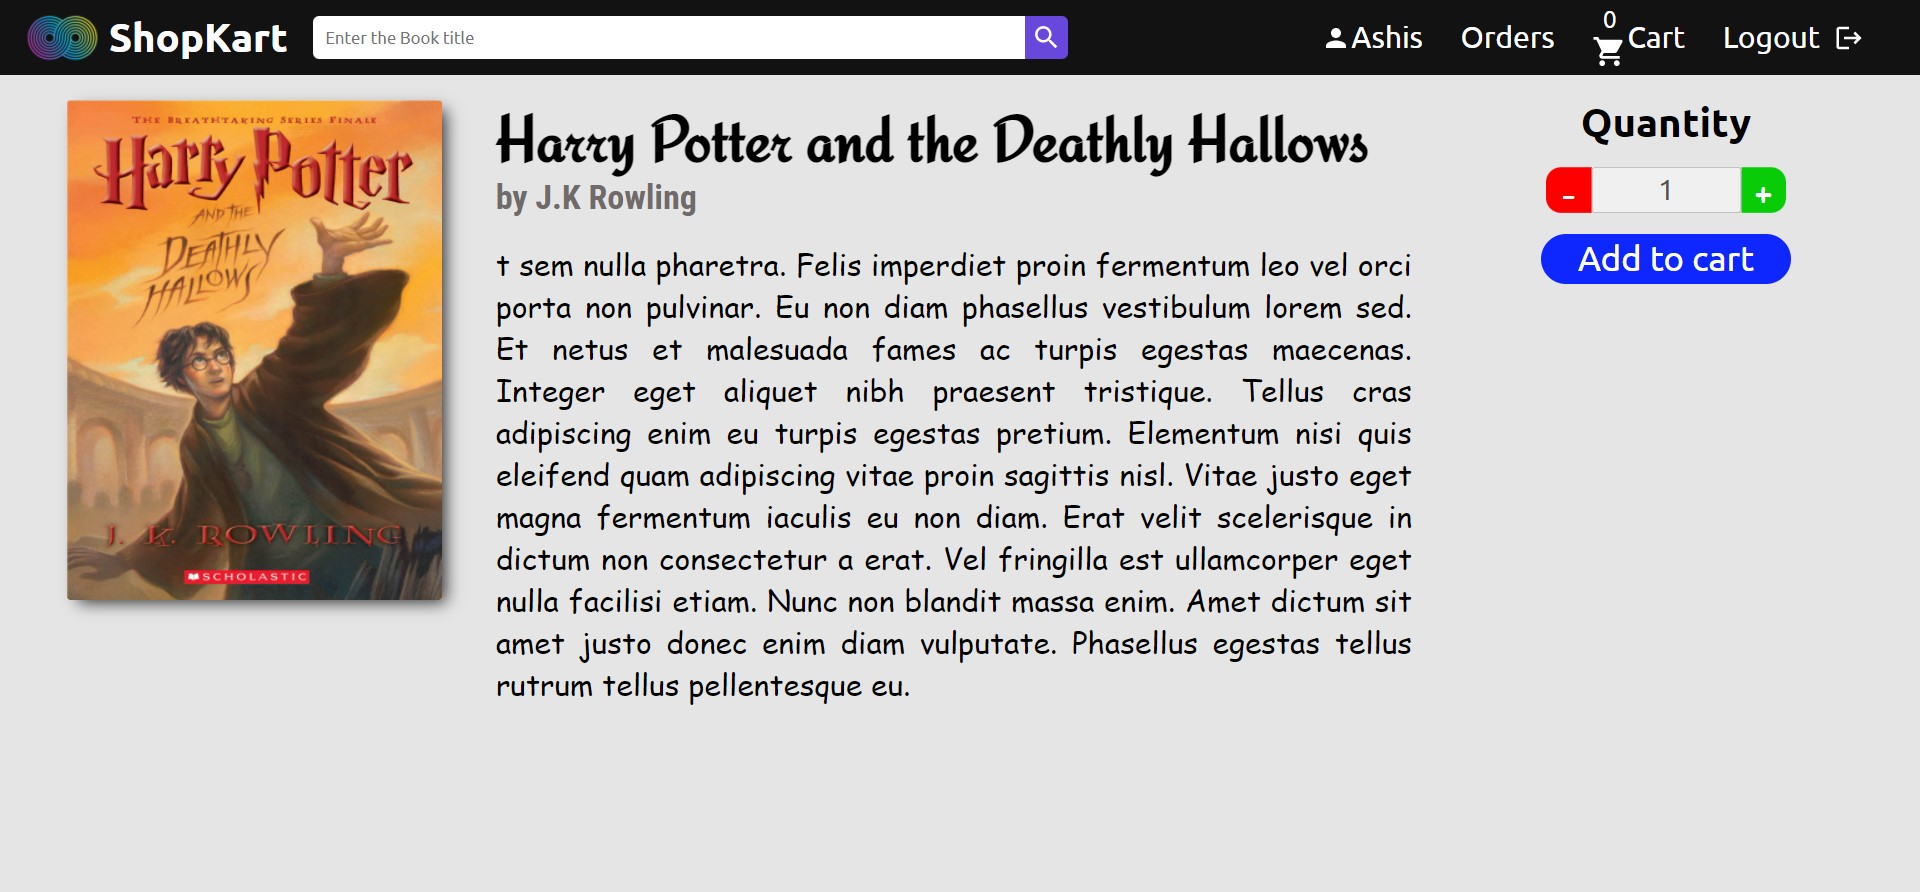 ShopKart
Enter the Book title
Ashis
Orders
0
Cart
Logout
THE BREATHTAKING SERIES FINALE
Harry Potter
AND THE
DEATHLY
HALLOWS
J. K. ROWLING
SCHOLASTIC
Harry Potter and the Deathly Hallows
by J.K Rowling
t sem nulla pharetra. Felis imperdiet proin fermentum leo vel orci
porta non pulvinar. Eu non diam phasellus vestibulum lorem sed.
Et netus et malesuada fames ac turpis egestas maecenas.
Integer eget aliquet nibh praesent tristique. Tellus cras
adipiscing enim eu turpis egestas pretium. Elementum nisi quis
eleifend quam adipiscing vitae proin sagittis nisl. Vitae justo eget
magna fermentum iaculis eu non diam. Erat velit scelerisque in
dictum non consectetur a erat. Vel fringilla est ullamcorper eget
nulla facilisi etiam. Nunc non blandit massa enim. Amet dictum sit
amet justo donec enim diam vulputate. Phasellus egestas tellus
rutrum tellus pellentesque eu.
Quantity
- 1 +
Add to cart